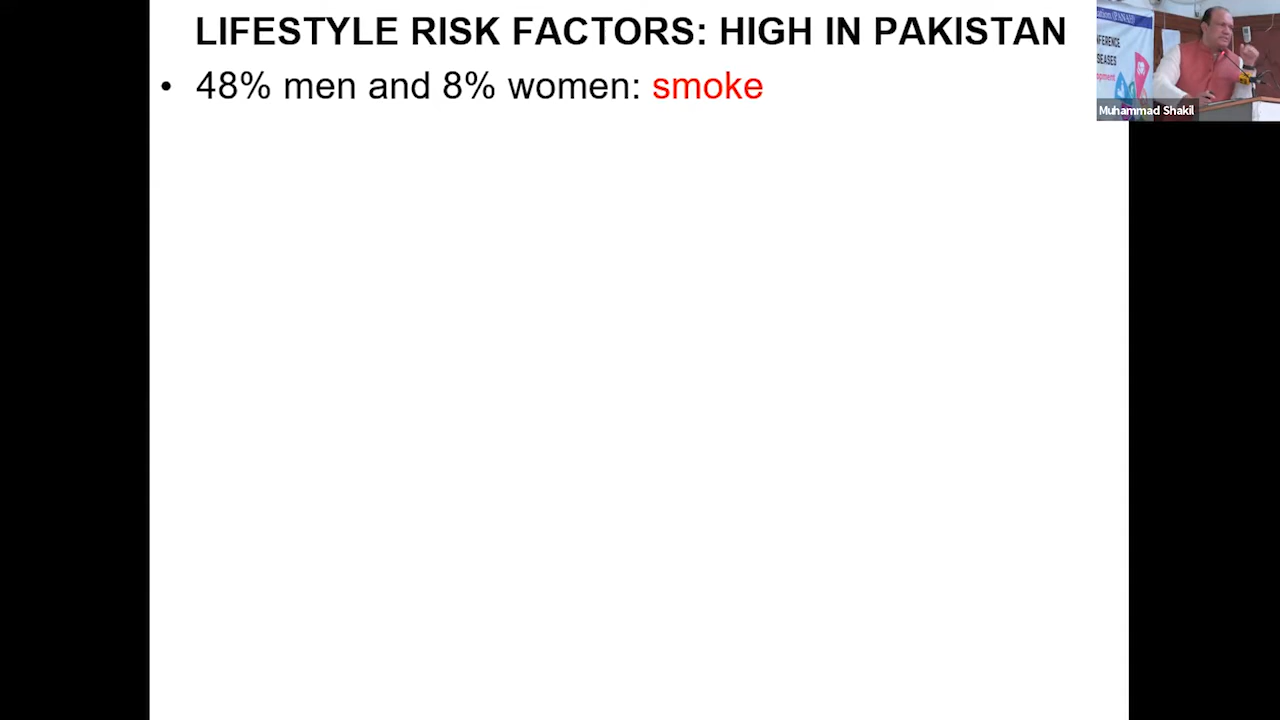 LIFESTYLE RISK FACTORS: HIGH IN PAKISTAN
• 48% men and 8% women: smoke
Muhammad Shakil